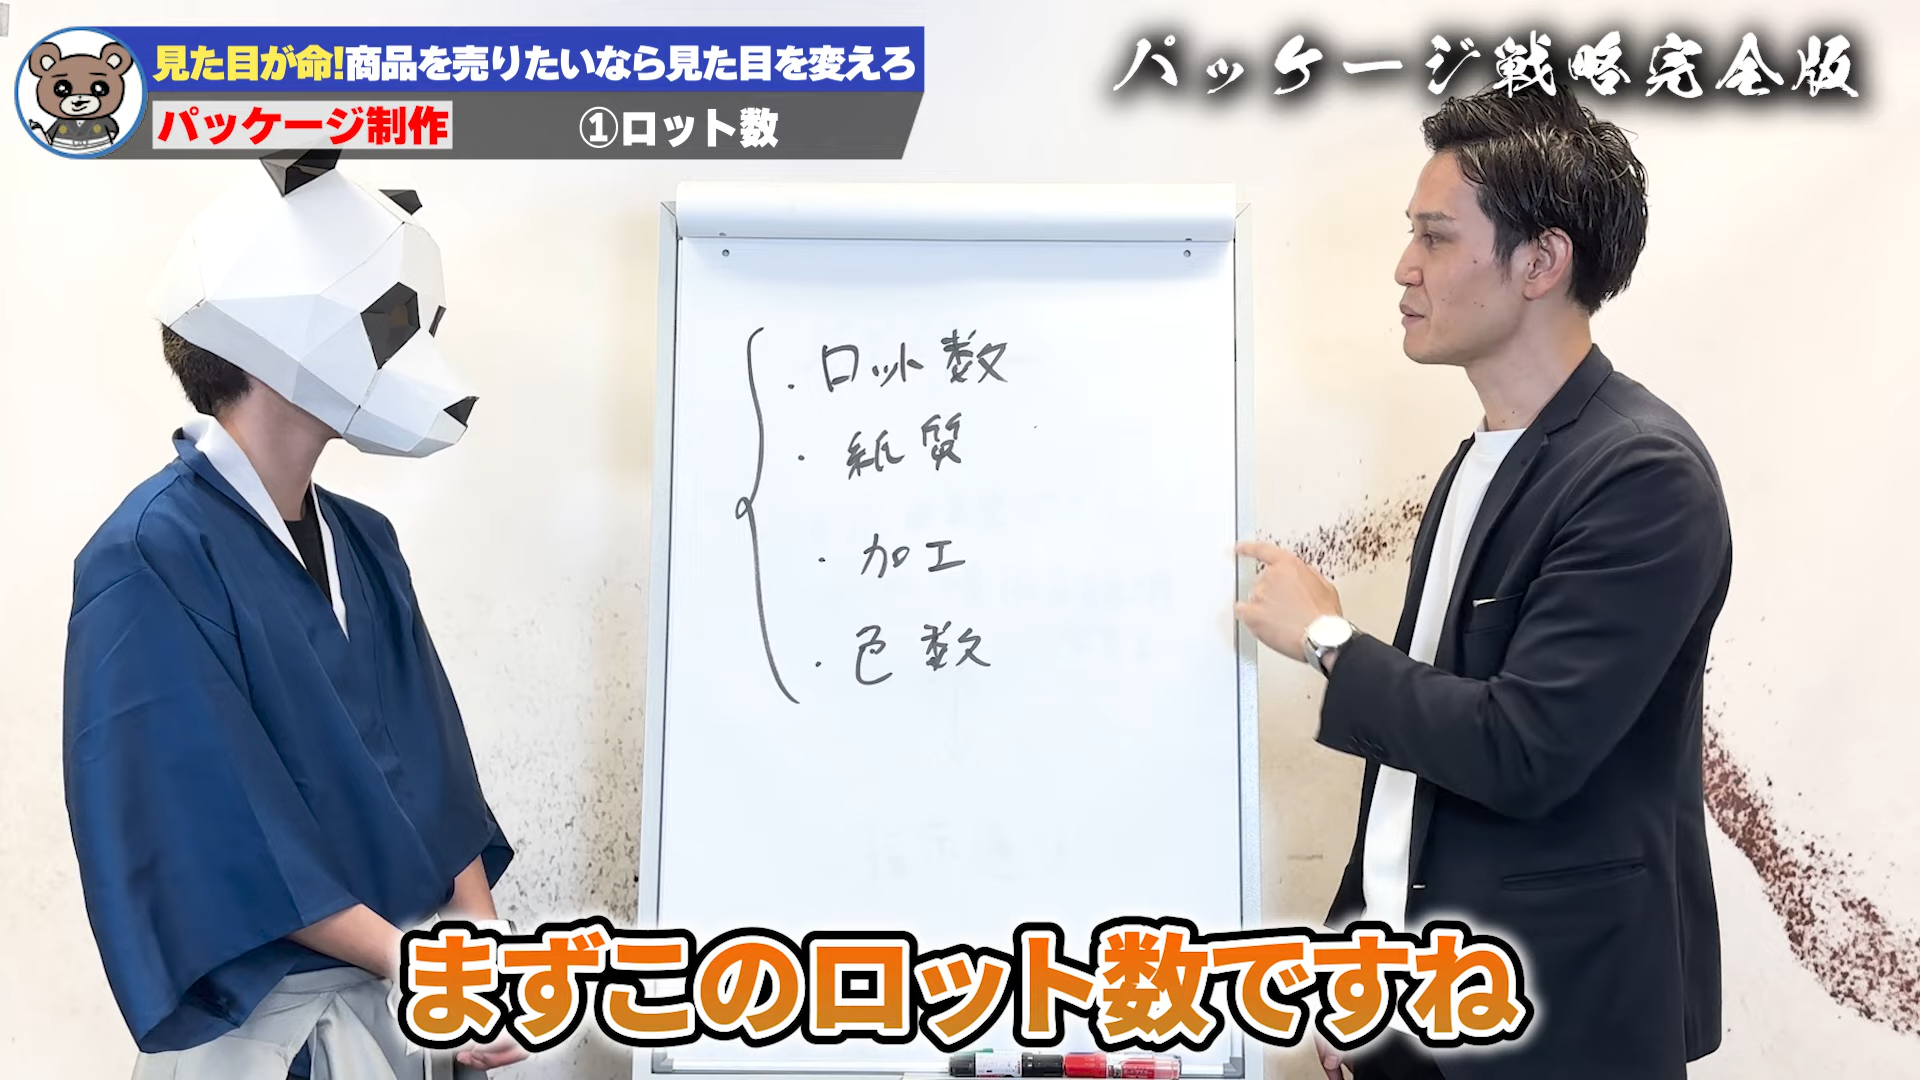 見た目が命!商品を売りたいなら見た目を変えろ
パッケージ制作 ①ロット数
パッケージ戦略完全版
・ロット数
・紙質
・加工
・色数
まずこのロット数ですね